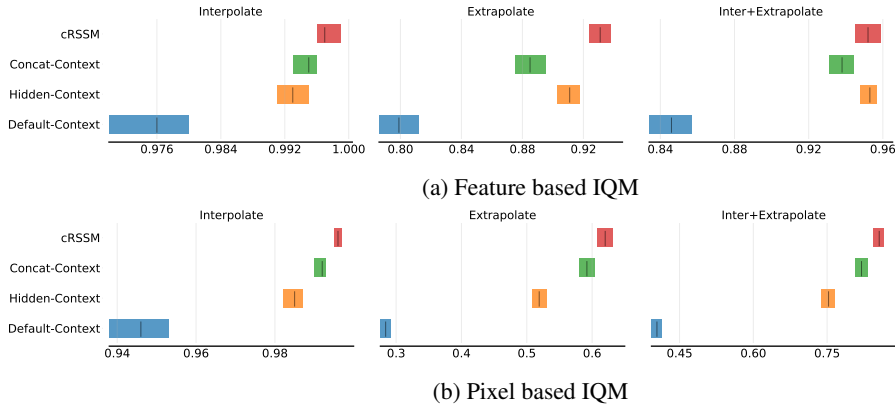 Interpolate Extrapolate Inter+Extrapolate
cRSSM
Concat-Context
Hidden-Context
Default-Context
0.976 0.984 0.992 1.000 0.80 0.84 0.88 0.92 0.84 0.88 0.92 0.96
(a) Feature based IQM
Interpolate Extrapolate Inter+Extrapolate
cRSSM
Concat-Context
Hidden-Context
Default-Context
0.94 0.96 0.98 0.3 0.4 0.5 0.6 0.45 0.60 0.75
(b) Pixel based IQM